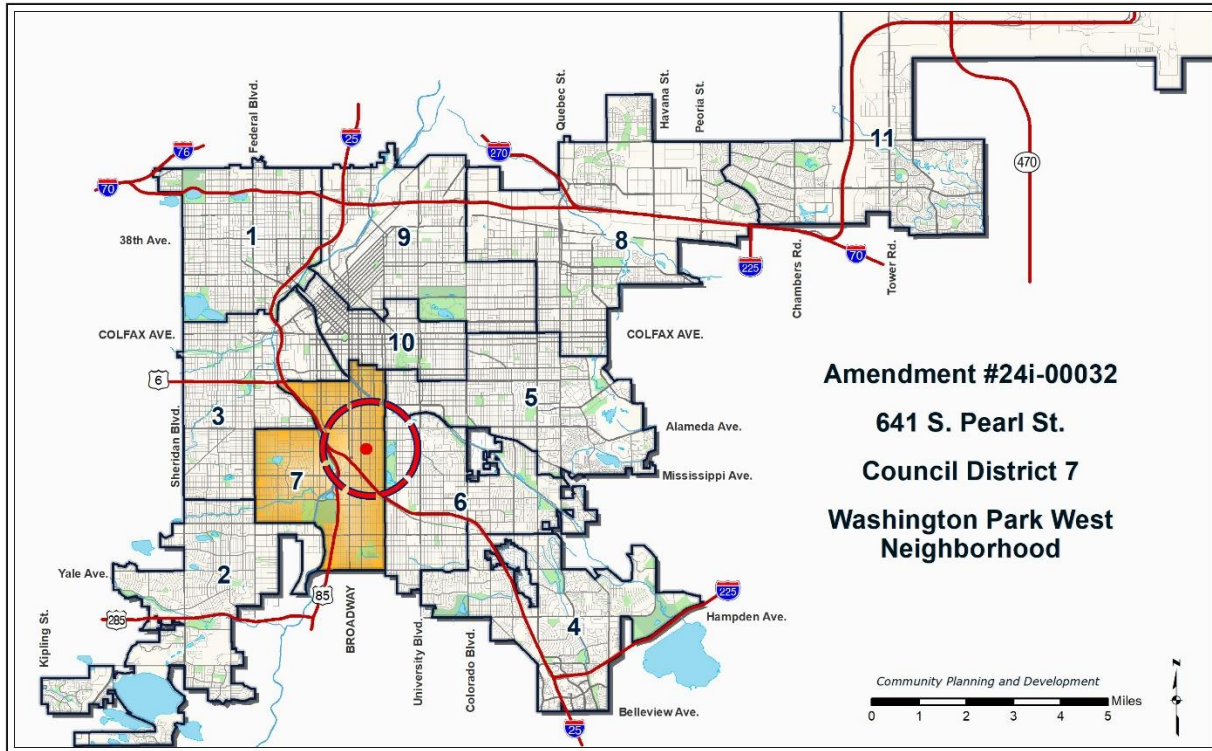 Federal Blvd.
Quebec St.
Havana St.
Peoria St.
76
25
270
70
11
470
1
9
8
38th Ave.
225
Chambers Rd.
70
Tower Rd.
COLFAX AVE.
10
COLFAX AVE.
6
3
Sheridan Blvd.
5
Alameda Ave.
7
Mississippi Ave.
6
Yale Ave.
2
85
BROADWAY
225
285
Kipling St.
University Blvd.
Colorado Blvd.
4
Hampden Ave.
Belleview Ave.
25
Amendment #24i-00032
641 S. Pearl St.
Council District 7
Washington Park West
Neighborhood
Community Planning and Development
Miles
0 1 2 3 4 5
N